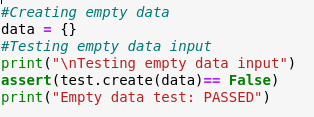 #Creating empty data
data = {}
#Testing empty data input
print("\nTesting empty data input")
assert(test.create(data)== False)
print("Empty data test: PASSED")